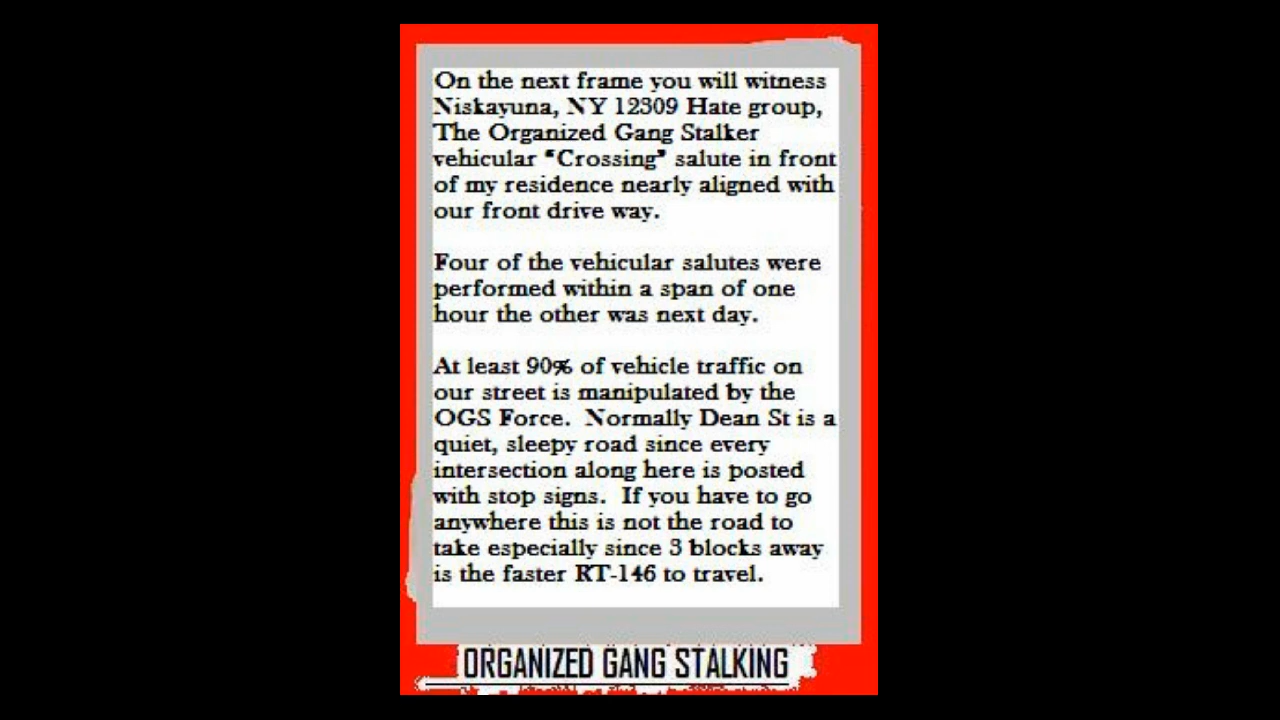 On the next frame you will witness
Niskayuna, NY 12309 Hate group,
The Organized Gang Stalker
vehicular "Crossing" salute in front
of my residence nearly aligned with
our front drive way.
Four of the vehicular salutes were
performed within a span of one
hour the other was next day.
At least 90% of vehicle traffic on
our street is manipulated by the
OGS Force.  Normally Dean St is a
quiet, sleepy road since every
intersection along here is posted
with stop signs.  If you have to go
anywhere this is not the road to
take especially since 3 blocks away
is the faster RT-146 to travel.
ORGANIZED GANG STALKING